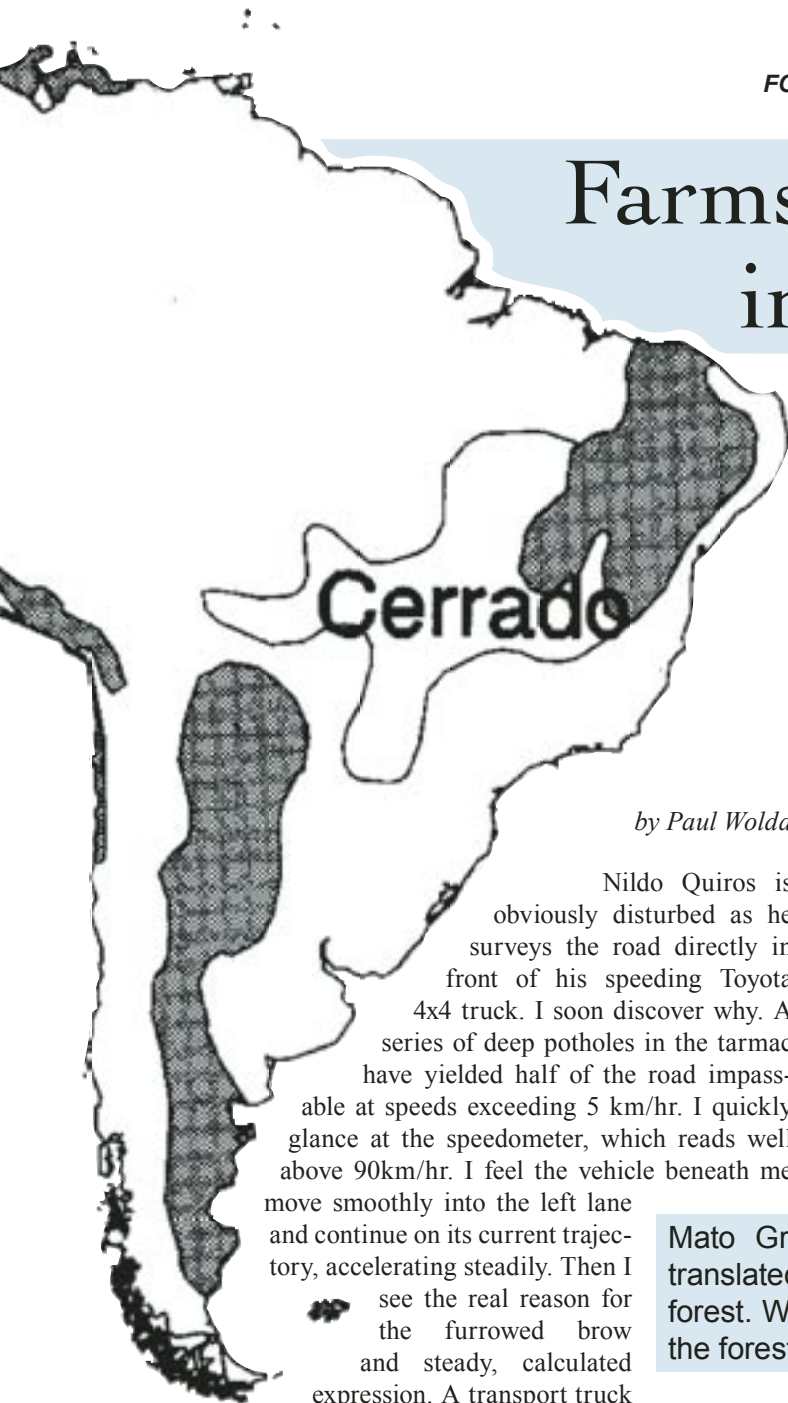 FO
Farms
in
Cerrado
by Paul Wolda
Nildo Quiros is
obviously disturbed as he
surveys the road directly in
front of his speeding Toyota
4x4 truck. I soon discover why. A
series of deep potholes in the tarmac
have yielded half of the road impass-
able at speeds exceeding 5 km/hr. I quickly
glance at the speedometer, which reads well
above 90km/hr. I feel the vehicle beneath me
move smoothly into the left lane
and continue on its current trajec-
tory, accelerating steadily. Then I
see the real reason for
the furrowed brow
and steady, calculated
expression. A transport truck
Mato Gr
translated
forest. W
the forest